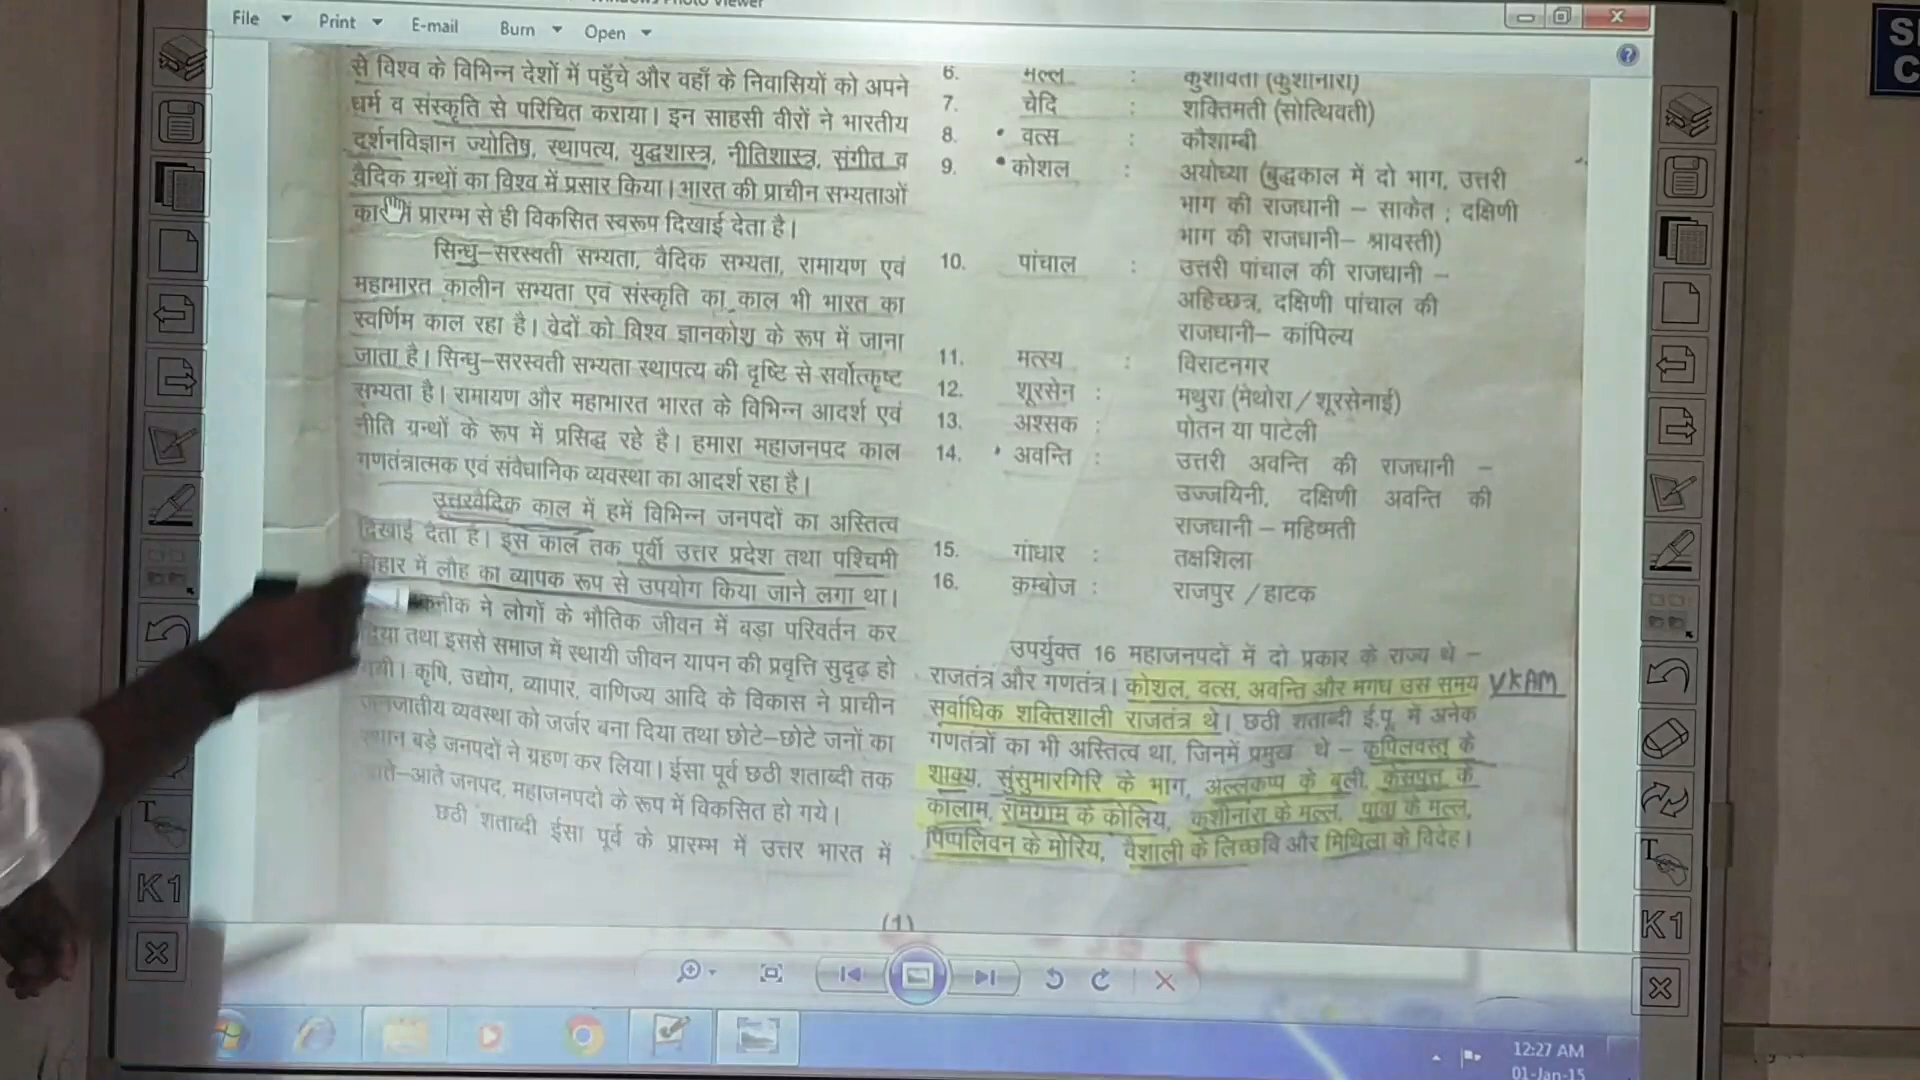 File Print E-mail Burn Open
से विश्व के विभिन्न देशों में पहुँचे और वहाँ के निवासियों को अपने
धर्म व संस्कृति से परिचित कराया। इन साहसी वीरों ने भारतीय
दर्शनविज्ञान ज्योतिष, स्थापत्य, युद्धशास्त्र, नीतिशास्त्र, संगीत व
वैदिक ग्रन्थों का विश्व में प्रसार किया। भारत की प्राचीन सभ्यताओं
प्रारम्भ से ही विकसित स्वरूप दिखाई देता है।
सिन्धु–सरस्वती सभ्यता, वैदिक सभ्यता, रामायण एवं
महाभारत कालीन सभ्यता एवं संस्कृति का काल भी भारत का
स्वर्णिम काल रहा है। वेदों को विश्व ज्ञानकोश के रूप में जाना
जाता है। सिन्धु–सरस्वती सभ्यता स्थापत्य की दृष्टि से सर्वोत्कृष्ट
सभ्यता है। रामायण और महाभारत भारत के विभिन्न आदर्श एवं
नीति ग्रन्थों के रूप में प्रसिद्ध रहे है। हमारा महाजनपद काल
गणतंत्रात्मक एवं संवैधानिक व्यवस्था का आदर्श रहा है।
उत्तरवैदिक काल में हमें विभिन्न जनपदों का अस्तित्व
दिखाई देता है। इस काल तक पूर्वी उत्तर प्रदेश तथा पश्चिमी
बिहार में लौह का व्यापक रूप से उपयोग किया जाने लगा था।
ने लोगों के भौतिक जीवन में बड़ा परिवर्तन कर
दिया तथा इससे समाज में स्थायी जीवन यापन की प्रवृत्ति सुदृढ़ हो
गयी। कृषि, उद्योग, व्यापार, वाणिज्य आदि के विकास ने प्राचीन
जनजातीय व्यवस्था को जर्जर बना दिया तथा छोटे–छोटे जनों का
स्थान बड़े जनपदों ने ग्रहण कर लिया। ईसा पूर्व छठी शताब्दी तक
आते–आते जनपद, महाजनपदो के रूप में विकसित हो गये।
छठी शताब्दी ईसा पूर्व के प्रारम्भ में उत्तर भारत में
6. मल्ल : कुशावती (कुशीनारा)
7. चेदि : शक्तिमती (सोत्थिवती)
8. वत्स : कौशाम्बी
9. कोशल : अयोध्या (बुद्धकाल में दो भाग, उत्तरी
भाग की राजधानी – साकेत ; दक्षिणी
भाग की राजधानी– श्रावस्ती)
10. पांचाल : उत्तरी पांचाल की राजधानी –
अहिच्छत्र, दक्षिणी पांचाल की
राजधानी– कांपिल्य
11. मत्स्य : विराटनगर
12. शूरसेन : मथुरा (मेथोरा / शूरसेनाई)
13. अश्सक : पोतन या पाटेली
14. अवन्ति : उत्तरी अवन्ति की राजधानी –
उज्जयिनी, दक्षिणी अवन्ति की
राजधानी – महिष्मती
15. गांधार : तक्षशिला
16. कम्बोज : राजपुर / हाटक
उपर्युक्त 16 महाजनपदों में दो प्रकार के राज्य थे –
राजतंत्र और गणतंत्र। कोशल, वत्स, अवन्ति और मगध उस समय VKAM
सर्वाधिक शक्तिशाली राजतंत्र थे। छठी शताब्दी ई.पू. में अनेक
गणतंत्रों का भी अस्तित्व था, जिनमें प्रमुख थे – कपिलवस्तु के
शाक्य, सुंसुमारगिरि के भाग, अल्लकप्प के बुली, केसपुत्त के
कोलाम, रामग्राम के कोलिय, कुशीनारा के मल्ल, पावा के मल्ल,
पिप्पलिवन के मोरिय, वैशाली के लिच्छवि और मिथिला के विदेह।
(1)
K1
K1
12:27 AM
01-Jan-15